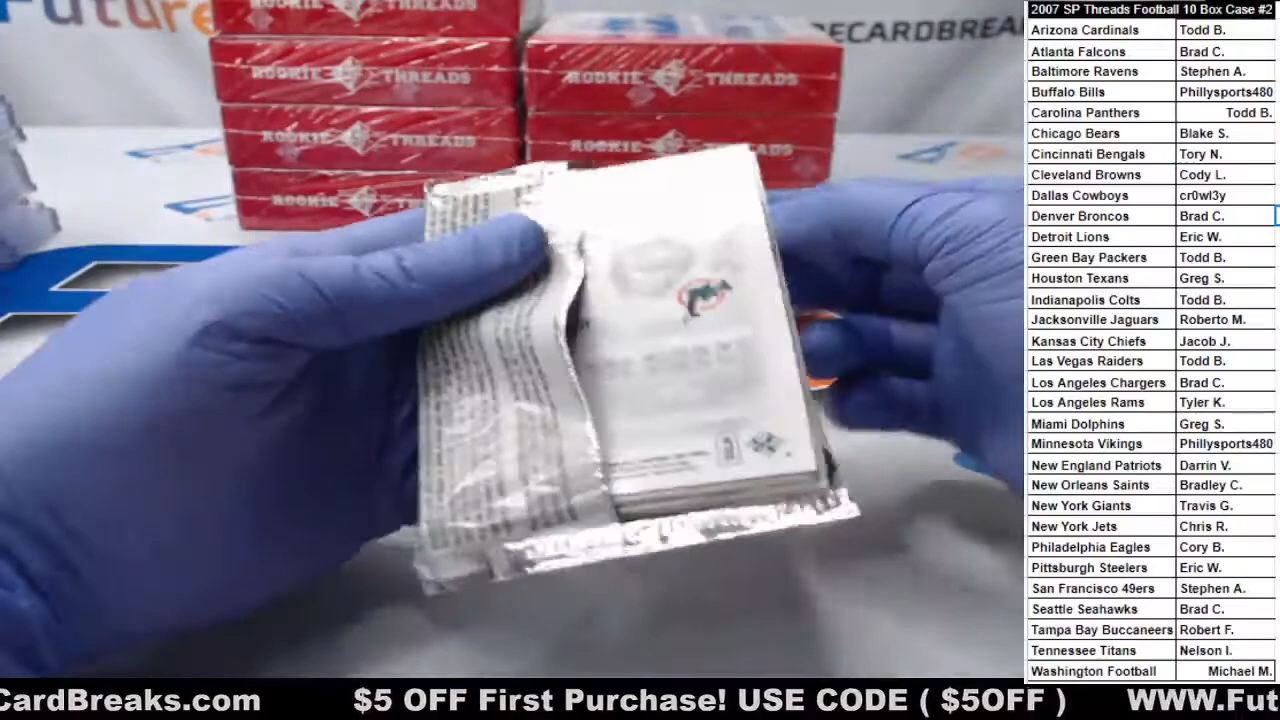 Future
ECARDBREA
ROOKIE THREADS
ROOKIE THREADS
ROOKIE THREADS
ROOKIE THREADS
ROOKIE
2007 SP Threads Football 10 Box Case #2
Arizona Cardinals Todd B.
Atlanta Falcons Brad C.
Baltimore Ravens Stephen A.
Buffalo Bills Phillysports480
Carolina Panthers Todd B.
Chicago Bears Blake S.
Cincinnati Bengals Tory N.
Cleveland Browns Cody L.
Dallas Cowboys cr0wl3y
Denver Broncos Brad C.
Detroit Lions Eric W.
Green Bay Packers Todd B.
Houston Texans Greg S.
Indianapolis Colts Todd B.
Jacksonville Jaguars Roberto M.
Kansas City Chiefs Jacob J.
Las Vegas Raiders Todd B.
Los Angeles Chargers Brad C.
Los Angeles Rams Tyler K.
Miami Dolphins Greg S.
Minnesota Vikings Phillysports480
New England Patriots Darrin V.
New Orleans Saints Bradley C.
New York Giants Travis G.
New York Jets Chris R.
Philadelphia Eagles Cory B.
Pittsburgh Steelers Eric W.
San Francisco 49ers Stephen A.
Seattle Seahawks Brad C.
Tampa Bay Buccaneers Robert F.
Tennessee Titans Nelson I.
Washington Football Michael M.
CardBreaks.com $5 OFF First Purchase! USE CODE ( $5OFF ) WWW.Fut